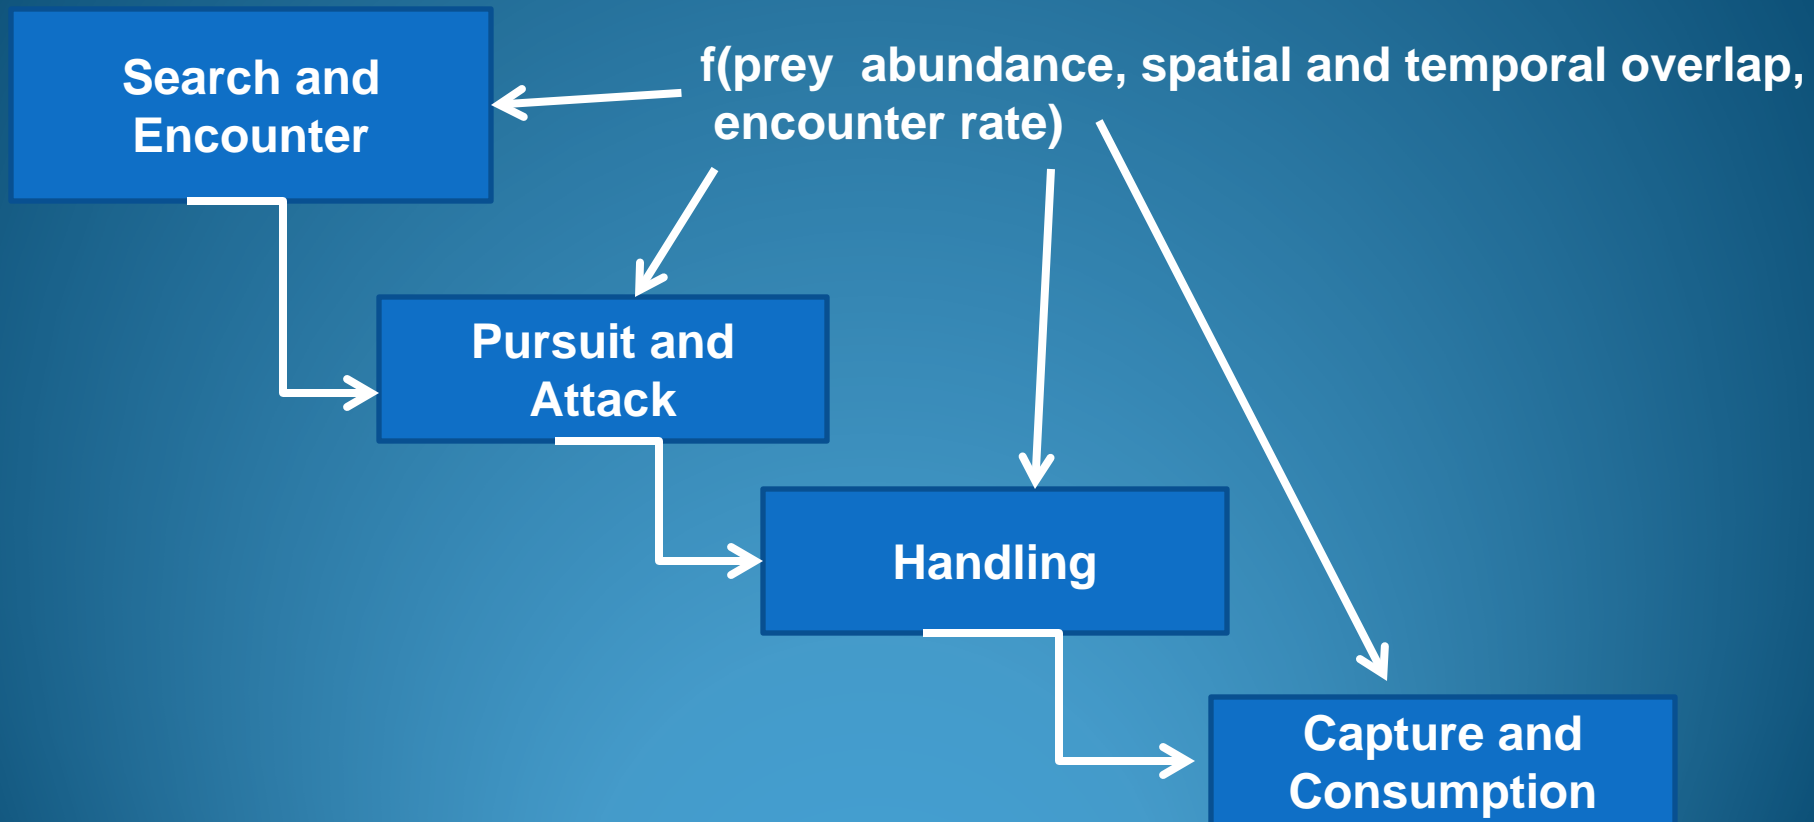 Search and
Encounter
f(prey  abundance, spatial and temporal overlap,
encounter rate)
Pursuit and
Attack
Handling
Capture and
Consumption